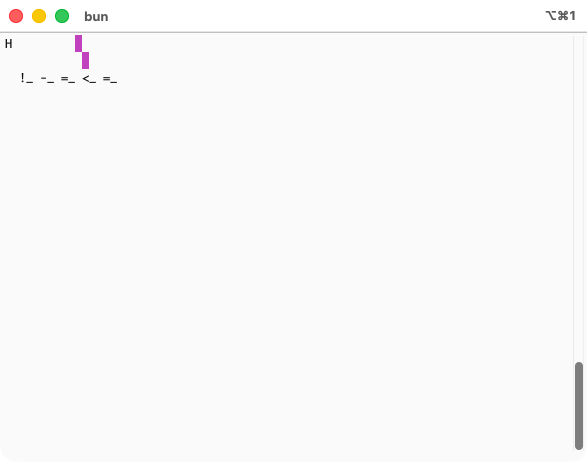 bun
⌥⌘1
H
!_ -_ =_ <_ =_